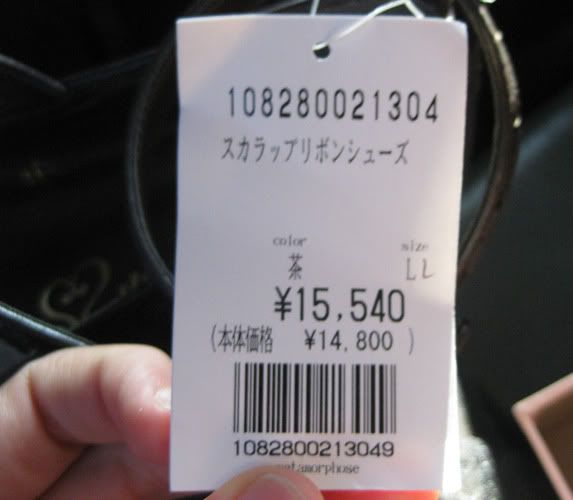 108280021304
スカラップリボンシューズ
color size
茶 LL
¥15,540
(本体価格 ¥14,800 )
1082800213049
metamorphose